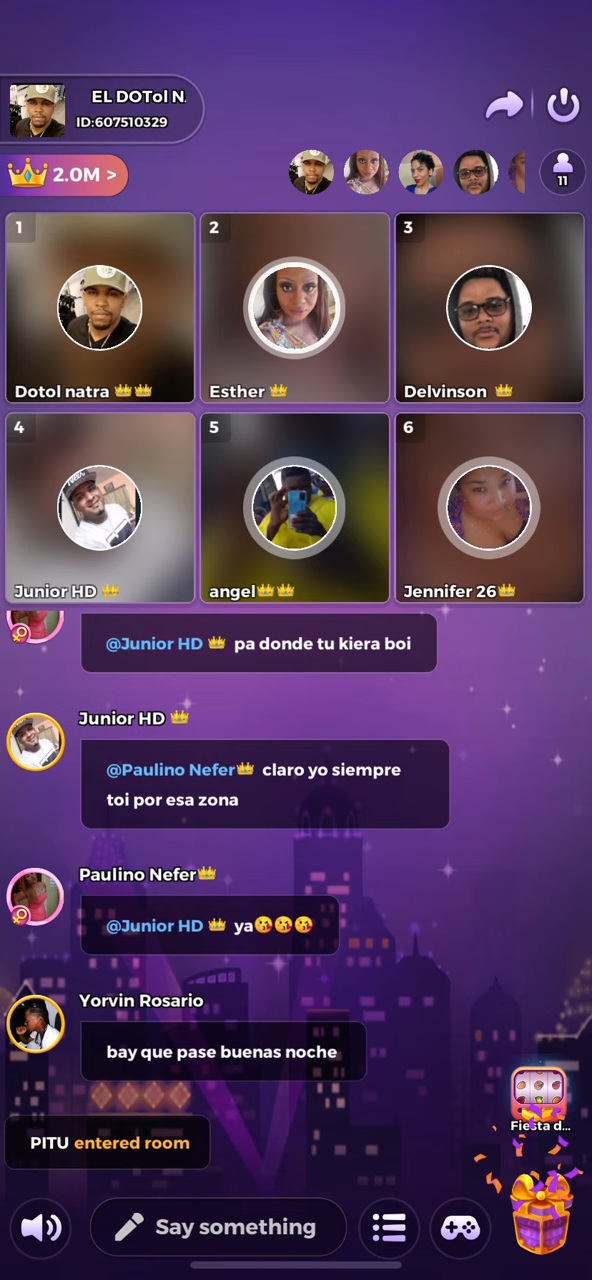 EL DOTol N.
ID:607510329
2.0M >
11
1
2
3
Dotol natra 👑👑
Esther 👑
Delvinson 👑
4
5
6
Junior HD 👑
angel👑👑
Jennifer 26👑
@Junior HD 👑 pa donde tu kiera boi
Junior HD 👑
@Paulino Nefer👑 claro yo siempre
toi por esa zona
Paulino Nefer👑
@Junior HD 👑 ya😘😘😘
Yorvin Rosario
bay que pase buenas noche
Fiesta d...
PITU entered room
Say something